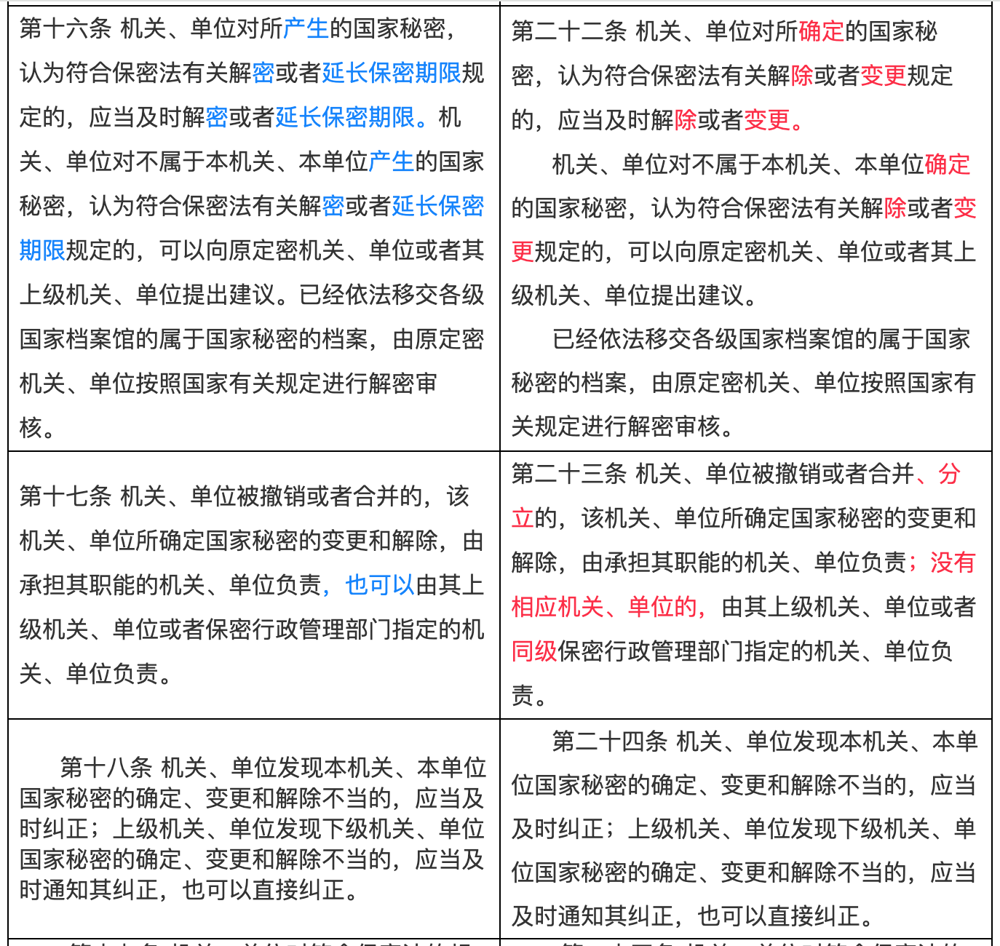 第十六条 机关、单位对所产生的国家秘密，
认为符合保密法有关解密或者延长保密期限规
定的，应当及时解密或者延长保密期限。机
关、单位对不属于本机关、本单位产生的国家
秘密，认为符合保密法有关解密或者延长保密
期限规定的，可以向原定密机关、单位或者其
上级机关、单位提出建议。已经依法移交各级
国家档案馆的属于国家秘密的档案，由原定密
机关、单位按照国家有关规定进行解密审
核。
第二十二条 机关、单位对所确定的国家秘
密，认为符合保密法有关解除或者变更规定
的，应当及时解除或者变更。
机关、单位对不属于本机关、本单位确定
的国家秘密，认为符合保密法有关解除或者变
更规定的，可以向原定密机关、单位或者其上
级机关、单位提出建议。
已经依法移交各级国家档案馆的属于国家
秘密的档案，由原定密机关、单位按照国家有
关规定进行解密审核。
第十七条 机关、单位被撤销或者合并的，该
机关、单位所确定国家秘密的变更和解除，由
承担其职能的机关、单位负责，也可以由其上
级机关、单位或者保密行政管理部门指定的机
关、单位负责。
第二十三条 机关、单位被撤销或者合并、分
立的，该机关、单位所确定国家秘密的变更和
解除，由承担其职能的机关、单位负责；没有
相应机关、单位的，由其上级机关、单位或者
同级保密行政管理部门指定的机关、单位负
责。
第十八条 机关、单位发现本机关、本单位
国家秘密的确定、变更和解除不当的，应当及
时纠正；上级机关、单位发现下级机关、单位
国家秘密的确定、变更和解除不当的，应当及
时通知其纠正，也可以直接纠正。
第二十四条 机关、单位发现本机关、本单
位国家秘密的确定、变更和解除不当的，应当
及时纠正；上级机关、单位发现下级机关、单
位国家秘密的确定、变更和解除不当的，应当
及时通知其纠正，也可以直接纠正。